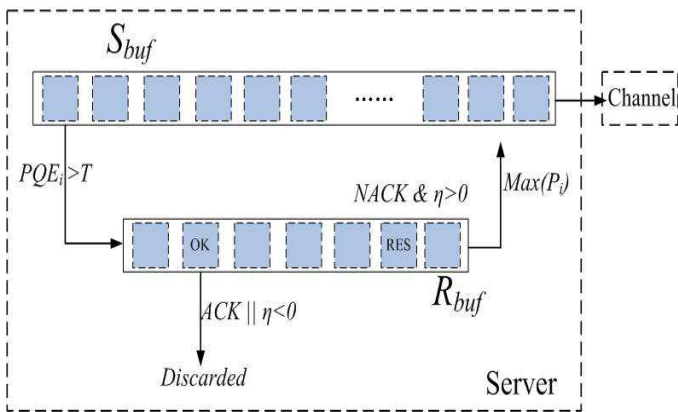 S_buf
......
Channel
PQE_i>T
NACK & η>0
Max(P_i)
OK
RES
R_buf
ACK || η<0
Discarded
Server